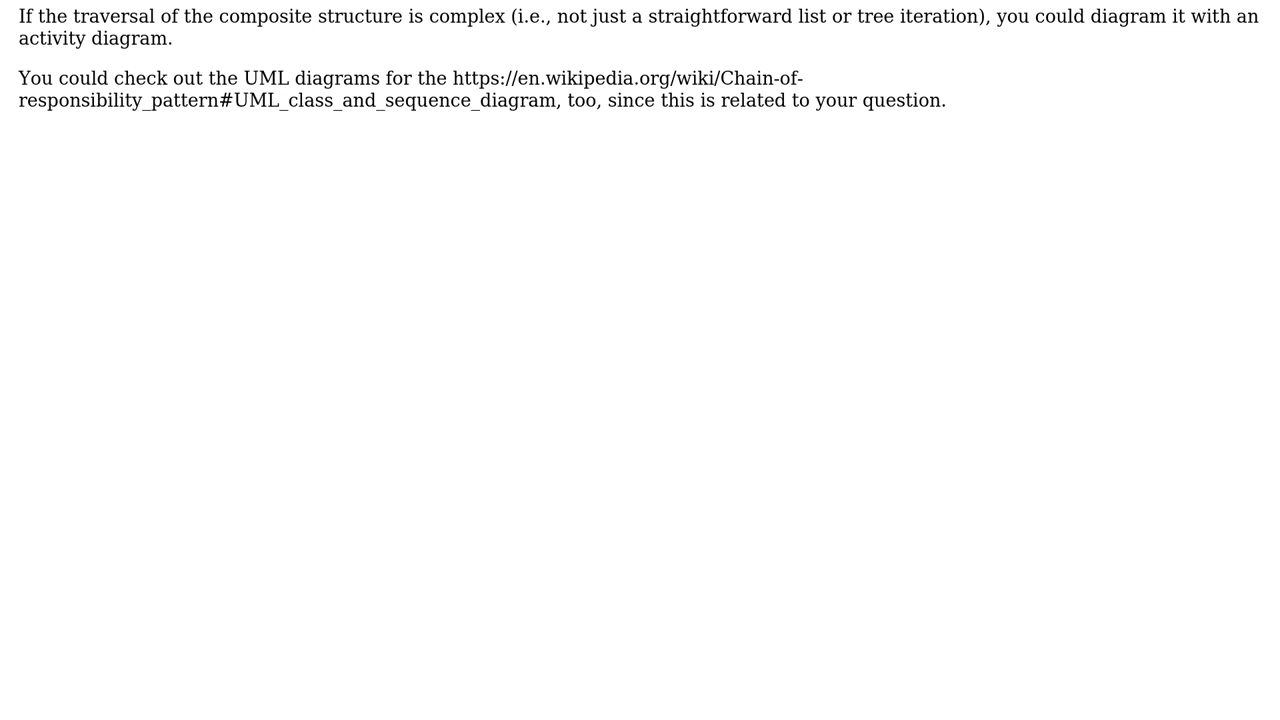 If the traversal of the composite structure is complex (i.e., not just a straightforward list or tree iteration), you could diagram it with an
activity diagram.
You could check out the UML diagrams for the https://en.wikipedia.org/wiki/Chain-of-
responsibility_pattern#UML_class_and_sequence_diagram, too, since this is related to your question.